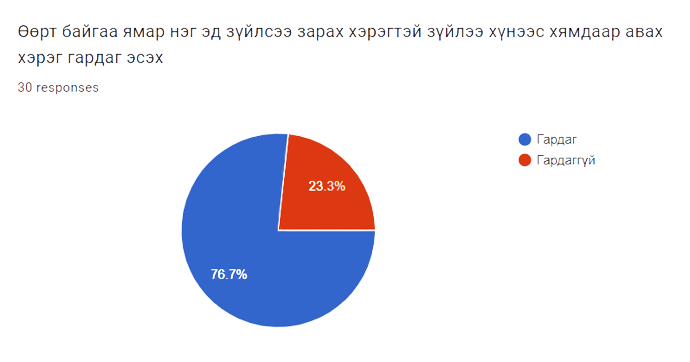 Өөрт байгаа ямар нэг эд зүйлсээ зарах хэрэгтэй зүйлээ хүнээс хямдаар авах
хэрэг гардаг эсэх
30 responses
Гардаг
Гардаггүй
23.3%
76.7%